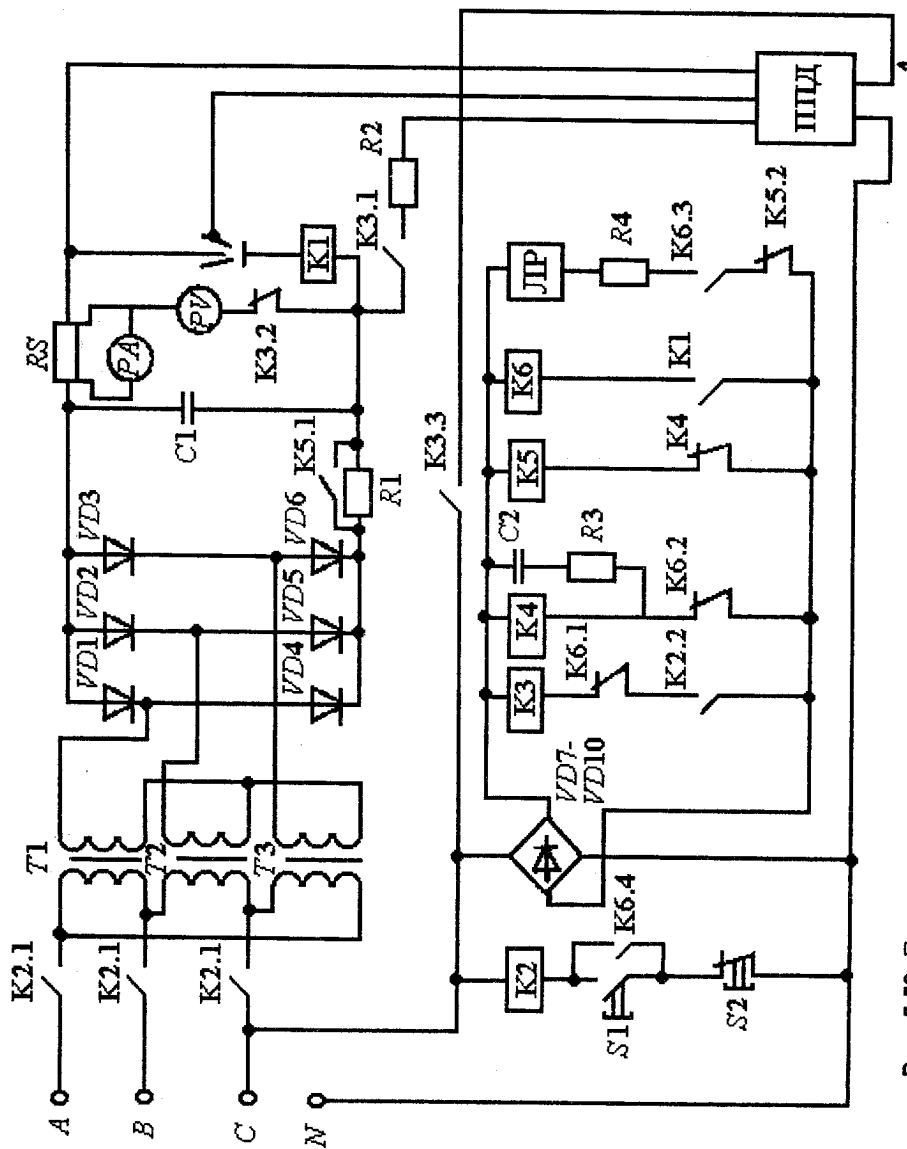 K2.1
K2.1
K2.1
A
B
C
N
T1
T2
T3
VD1
VD2
VD3
VD4
VD5
VD6
RS
PA
PV
C1
K3.2
K1
K5.1
R1
K3.1
R2
K3.3
ППД
K2
S1
K6.4
S2
VD7-
VD10
K3
K6.1
K2.2
K4
C2
R3
K6.2
K5
K4
K6
K1
ЛР
R4
K6.3
K5.2